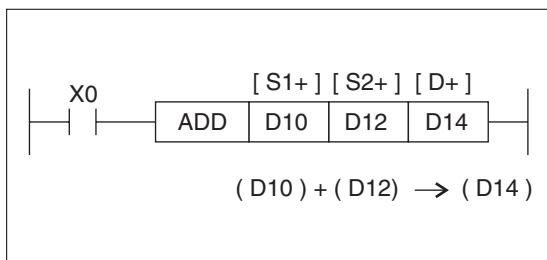 [ S1+ ] [ S2+ ] [ D+ ]
X0
ADD D10 D12 D14
( D10 ) + ( D12) → ( D14 )